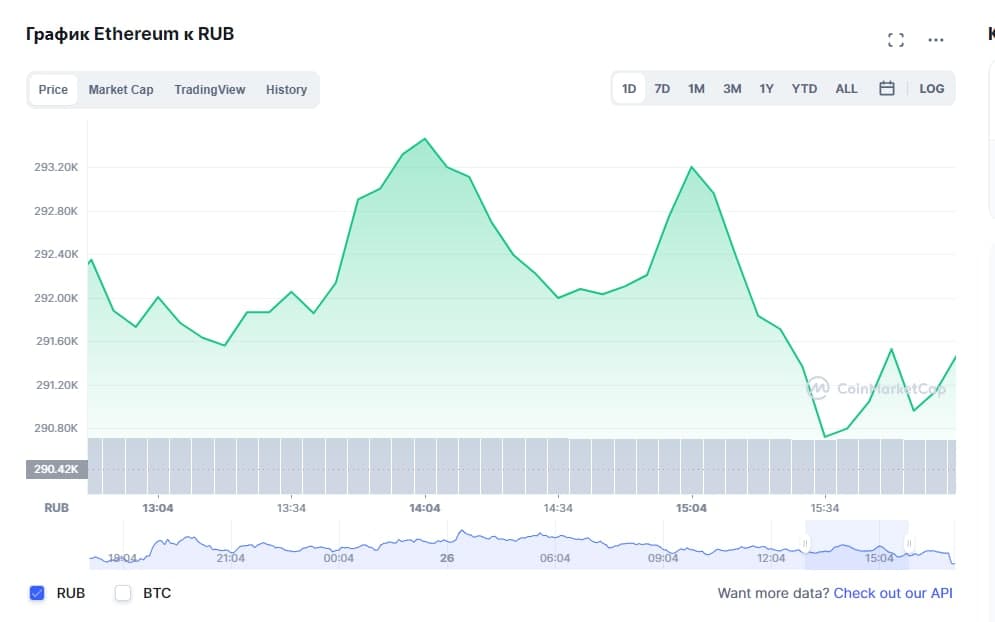 График Ethereum к RUB
Price Market Cap TradingView History
1D 7D 1M 3M 1Y YTD ALL LOG
293.20K
292.80K
292.40K
292.00K
291.60K
291.20K
290.80K
290.42K
CoinMarketCap
RUB 13:04 13:34 14:04 14:34 15:04 15:34
18:04 21:04 00:04 26 06:04 09:04 12:04 15:04
RUB BTC
Want more data? Check out our API